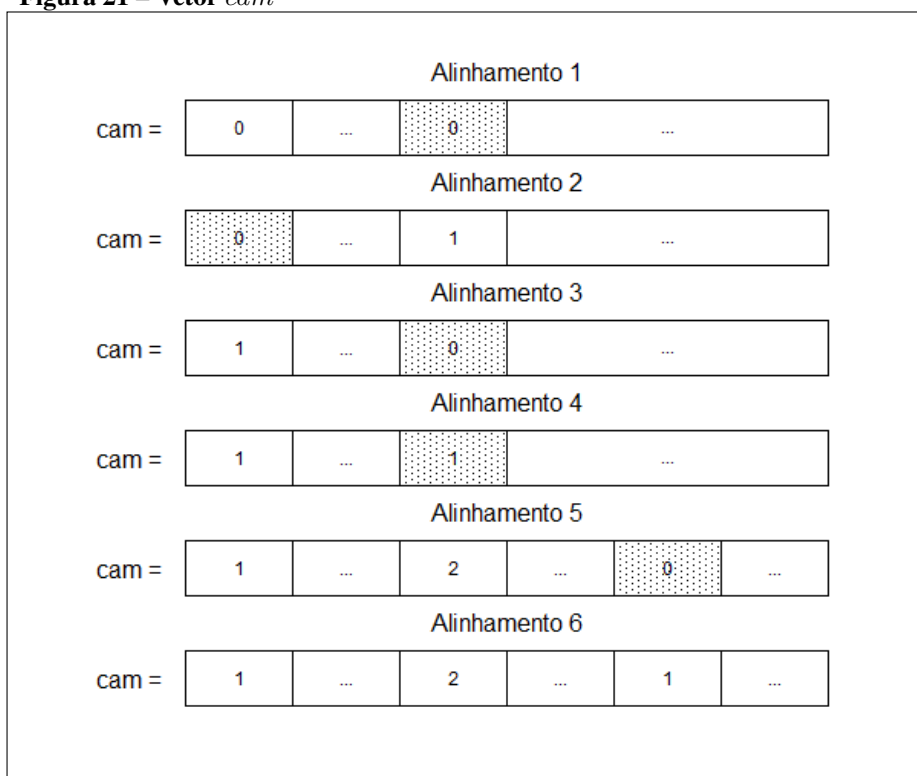 Figura 21 – Vetor cam
Alinhamento 1
cam = 0 ... 0 ...
Alinhamento 2
cam = 0 ... 1 ...
Alinhamento 3
cam = 1 ... 0 ...
Alinhamento 4
cam = 1 ... 1 ...
Alinhamento 5
cam = 1 ... 2 ... 0 ...
Alinhamento 6
cam = 1 ... 2 ... 1 ...